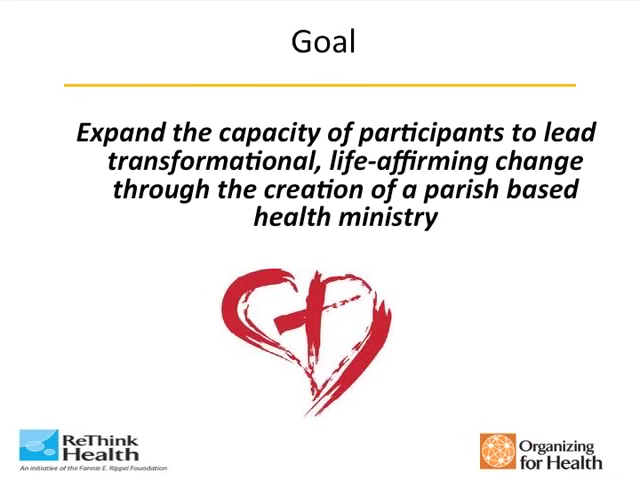 Goal
Expand the capacity of participants to lead
transformational, life-affirming change
through the creation of a parish based
health ministry
ReThink
Health
An initiative of the Fannie E. Rippel Foundation
Organizing
for Health